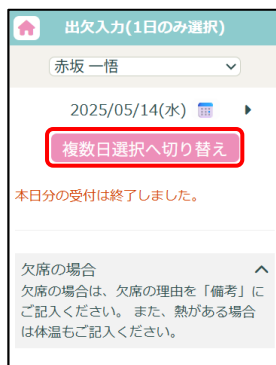 出欠入力(1日のみ選択)
赤坂 一悟
2025/05/14(水)
複数日選択へ切り替え
本日分の受付は終了しました。
欠席の場合
欠席の場合は、欠席の理由を「備考」に
ご記入ください。 また、熱がある場合
は体温もご記入ください。